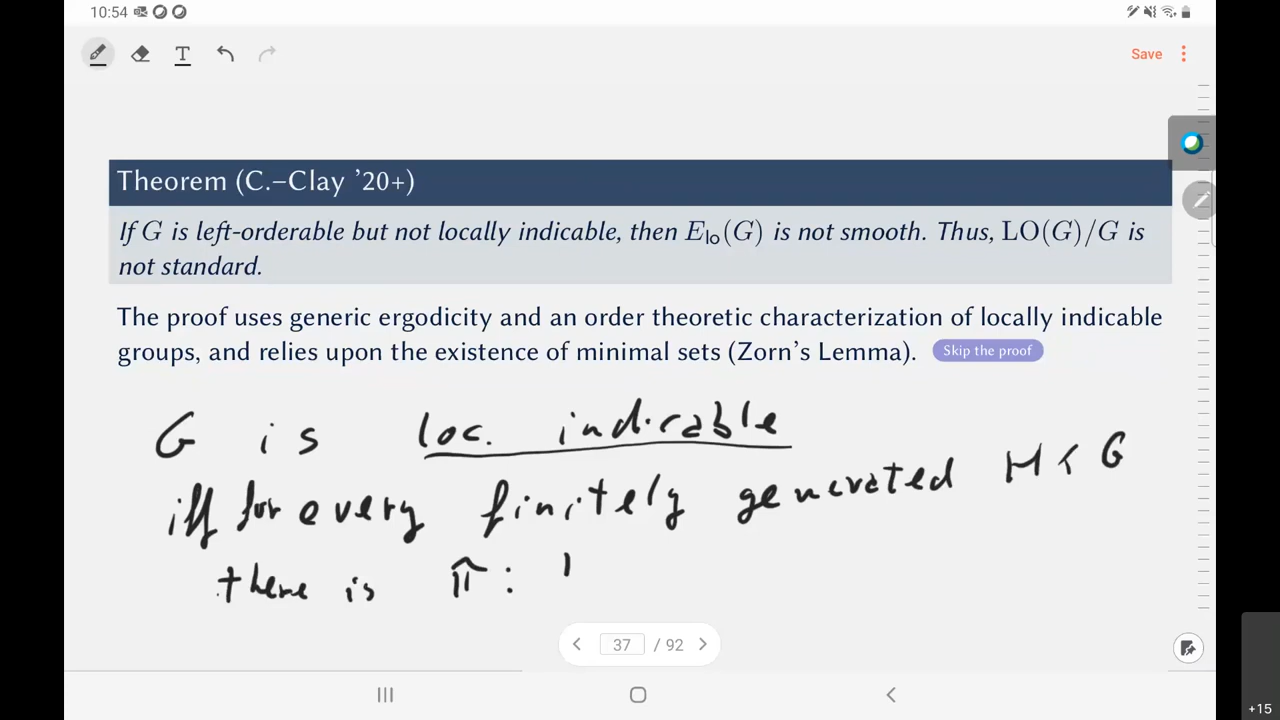 10:54
Save
Theorem (C.–Clay ’20+)
If G is left-orderable but not locally indicable, then E_lo(G) is not smooth. Thus, LO(G)/G is
not standard.
The proof uses generic ergodicity and an order theoretic characterization of locally indicable
groups, and relies upon the existence of minimal sets (Zorn’s Lemma). Skip the proof
G is loc. indicable
iff for every finitely generated H < G
there is π:
37 / 92
+15